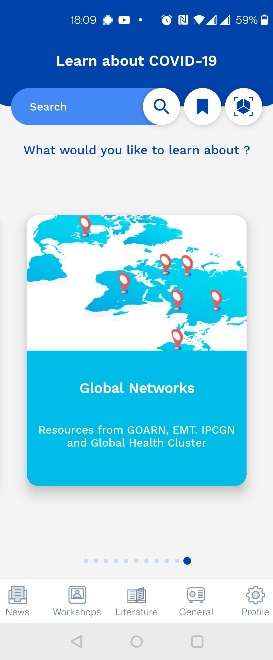 18:09 59%
Learn about COVID-19
Search
What would you like to learn about ?
Global Networks
Resources from GOARN, EMT. IPCGN
and Global Health Cluster
News Workshops Literature General Profile